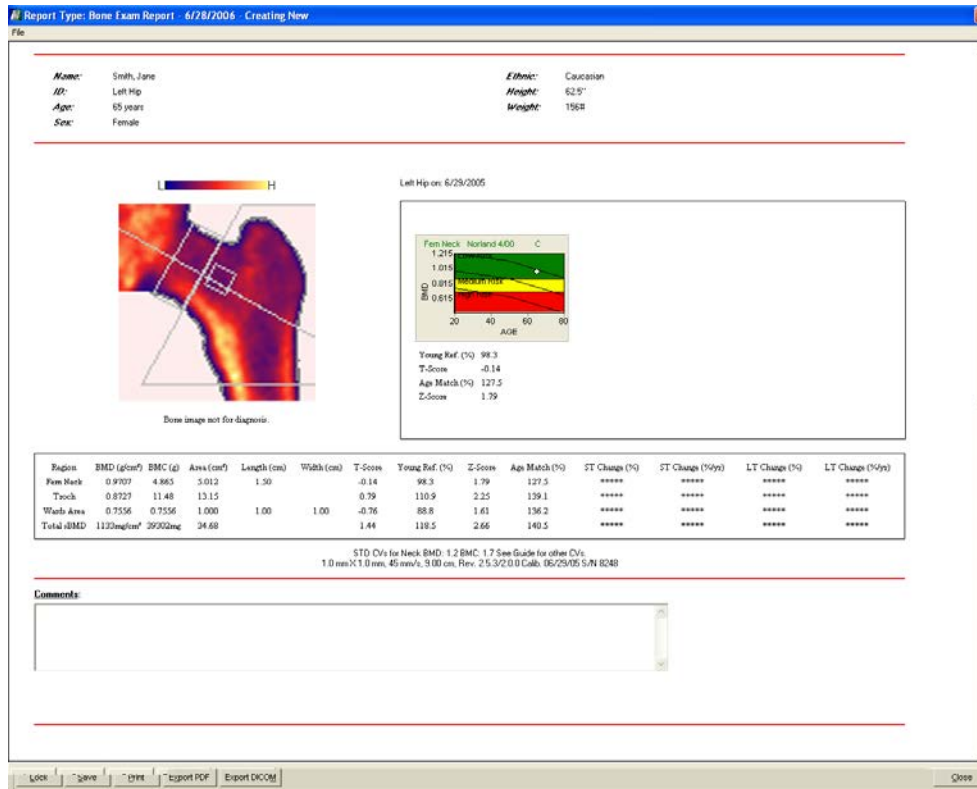 Report Type: Bone Exam Report - 6/28/2006 - Creating New
File
Name: Smith, Jane
ID: Left Hip
Age: 65 years
Sex: Female
Ethnic: Caucasian
Height: 62.5"
Weight: 156#
L H
Bone image not for diagnosis.
Left Hip on: 6/29/2005
Fem Neck Norland 4/00 C
1.215
1.015
0.815 Medium Risk
0.615 High Risk
BMD
20 40 60 80
AGE
Young Ref. (%) 98.3
T-Score -0.14
Age Match (%) 127.5
Z-Score 1.79
Region BMD (g/cm²) BMC (g) Area (cm²) Length (cm) Width (cm) T-Score Young Ref. (%) Z-Score Age Match (%) ST Change (%) ST Change (%/yr) LT Change (%) LT Change (%/yr)
Fem Neck 0.9707 4.865 5.012 1.50 -0.14 98.3 1.79 127.5 ***** ***** ***** *****
Troch 0.8727 11.48 13.15 0.79 110.9 2.25 139.1 ***** ***** ***** *****
Wards Area 0.7556 0.7556 1.000 1.00 1.00 -0.76 88.8 1.61 136.2 ***** ***** ***** *****
Total sBMD 1133mg/cm² 39302mg 34.68 1.44 118.5 2.66 140.5 ***** ***** ***** *****
STD CVs for Neck BMD: 1.2 BMC: 1.7 See Guide for other CVs.
1.0 mm X 1.0 mm, 45 mm/s, 9.00 cm, Rev. 2.5.3/2.0.0 Calib. 06/29/05 S/N 8248
Comments:
Lock Save Print Export PDF Export DICOM Close